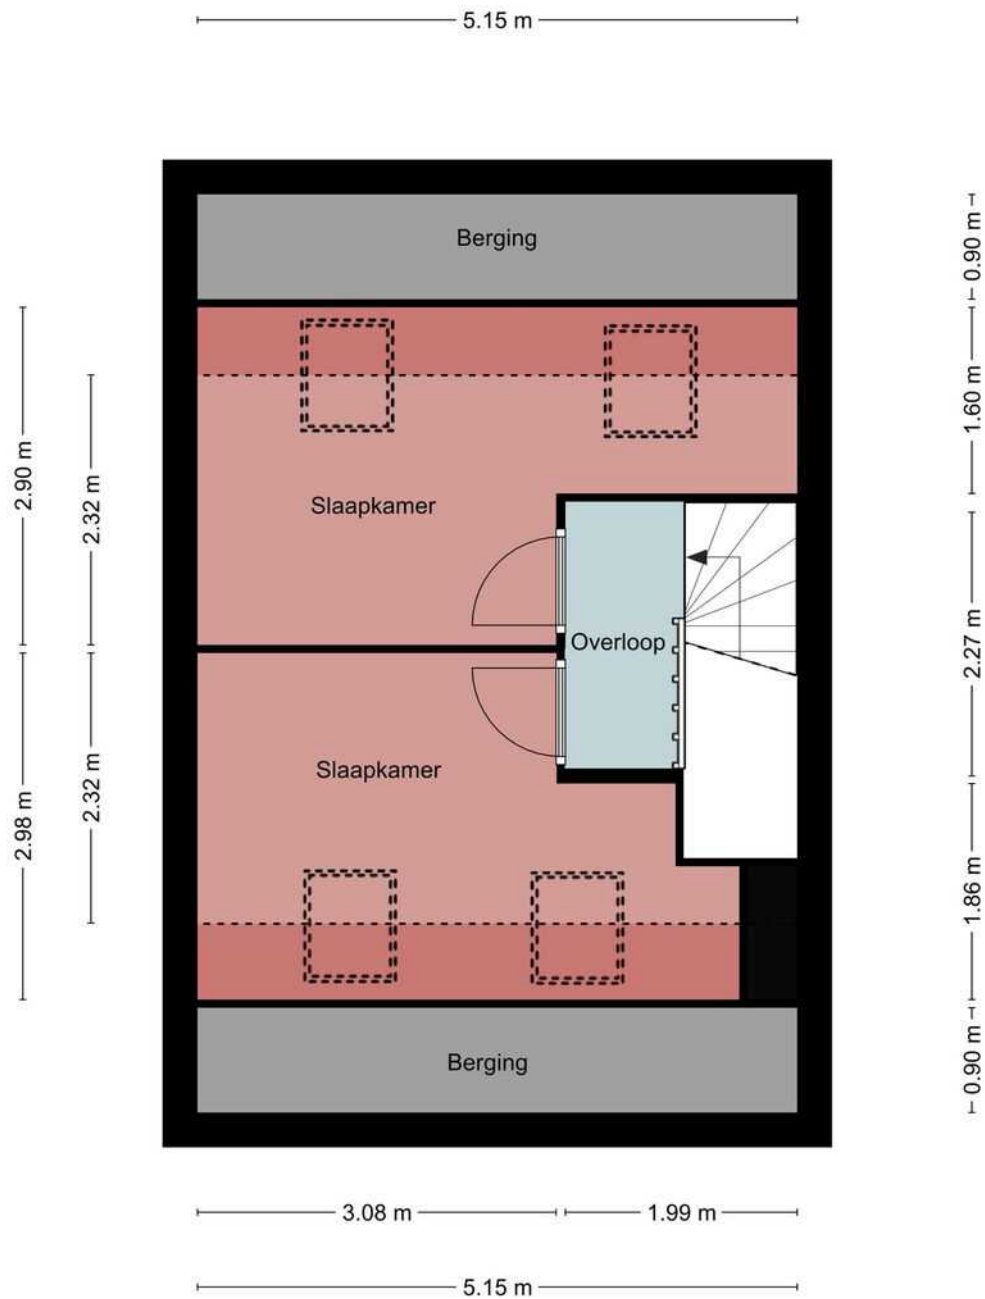 5.15 m
Berging
0.90 m
2.90 m
2.32 m
1.60 m
Slaapkamer
Overloop
2.27 m
Slaapkamer
2.98 m
2.32 m
1.86 m
Berging
0.90 m
3.08 m
1.99 m
5.15 m